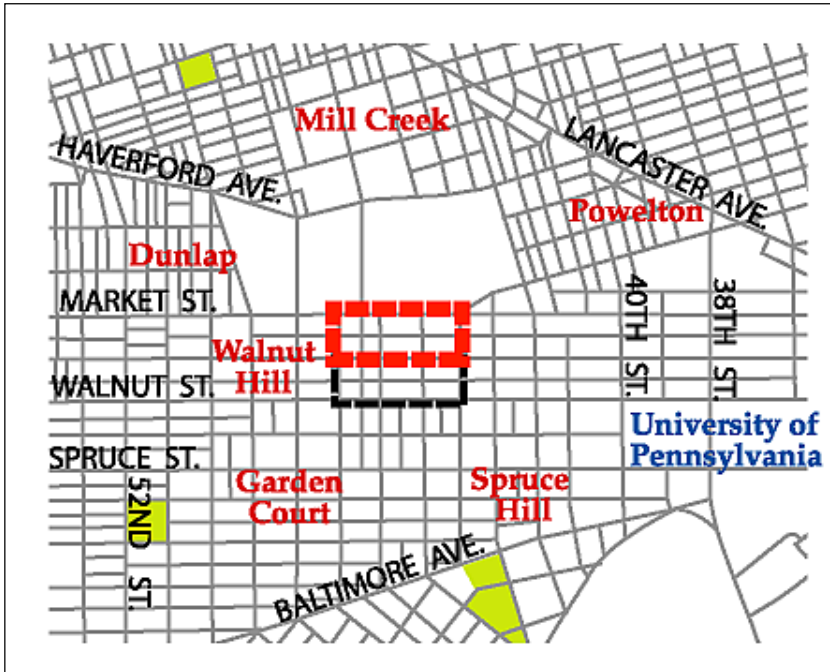 Mill Creek
HAVERFORD AVE.
LANCASTER AVE.
Powelton
Dunlap
MARKET ST.
40TH ST.
38TH ST.
Walnut
Hill
WALNUT ST.
University of
Pennsylvania
SPRUCE ST.
Garden
Court
Spruce
Hill
52ND ST.
BALTIMORE AVE.